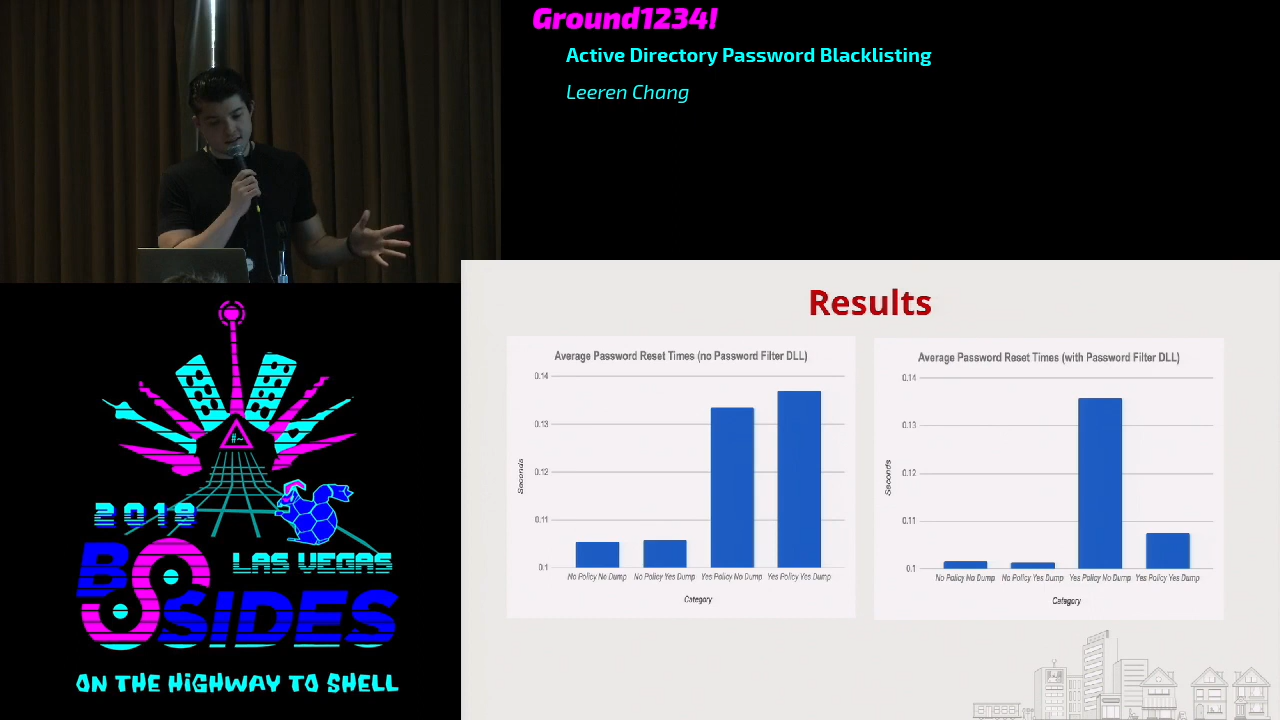 Ground1234!
Active Directory Password Blacklisting
Leeren Chang
#~
2018
BSIDES
LAS VEGAS
ON THE HIGHWAY TO SHELL
Results
Average Password Reset Times (no Password Filter DLL)
0.14
0.13
0.12
0.11
0.1
Seconds
No Policy No Dump
No Policy Yes Dump
Yes Policy No Dump
Yes Policy Yes Dump
Category
Average Password Reset Times (with Password Filter DLL)
0.14
0.13
0.12
0.11
0.1
Seconds
No Policy No Dump
No Policy Yes Dump
Yes Policy No Dump
Yes Policy Yes Dump
Category